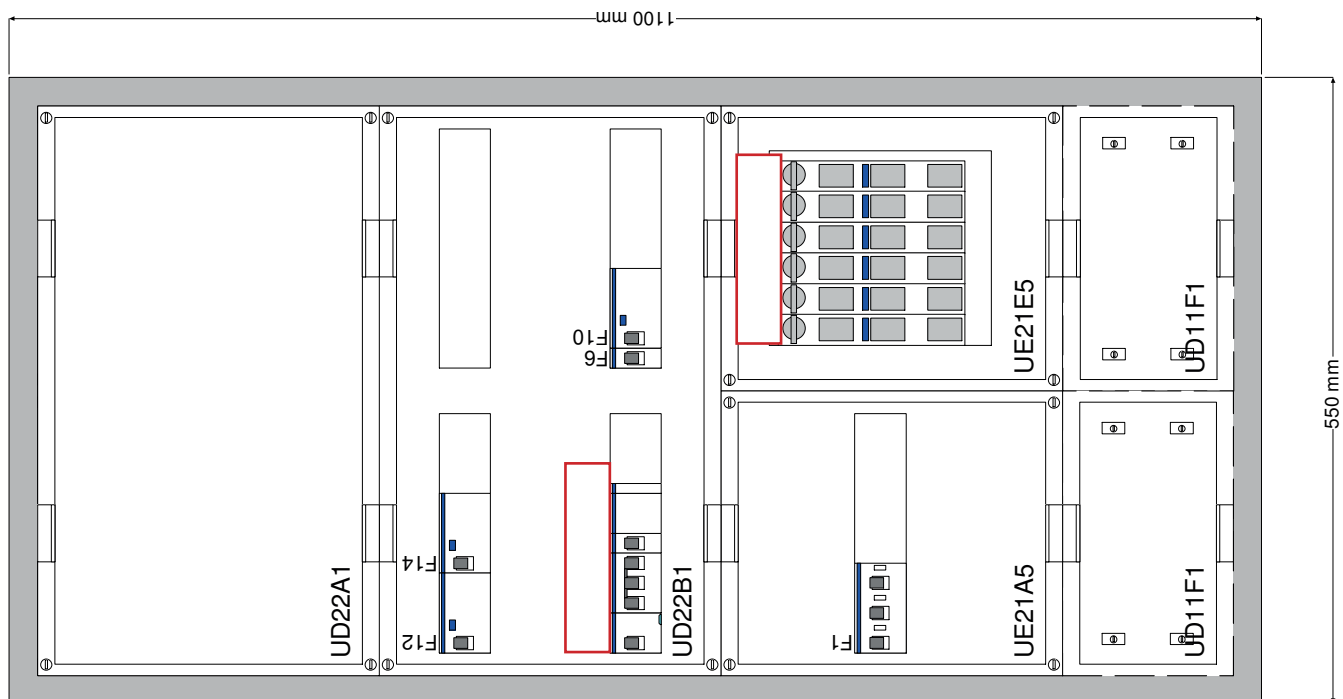 1100 mm
550 mm
F10
F6
UE21E5
UD11F1
F14
F12
UD22A1
UD22B1
F1
UE21A5
UD11F1